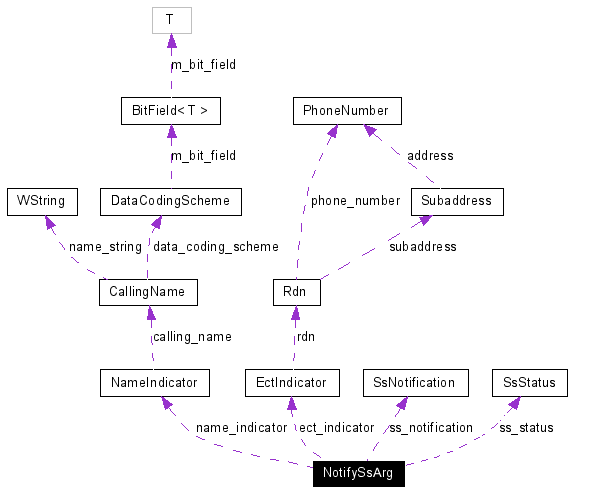 T
m_bit_field
BitField< T >
PhoneNumber
m_bit_field
address
WString
DataCodingScheme
phone_number
Subaddress
name_string
data_coding_scheme
subaddress
CallingName
Rdn
calling_name
rdn
NameIndicator
EctIndicator
SsNotification
SsStatus
name_indicator
ect_indicator
ss_notification
ss_status
NotifySsArg